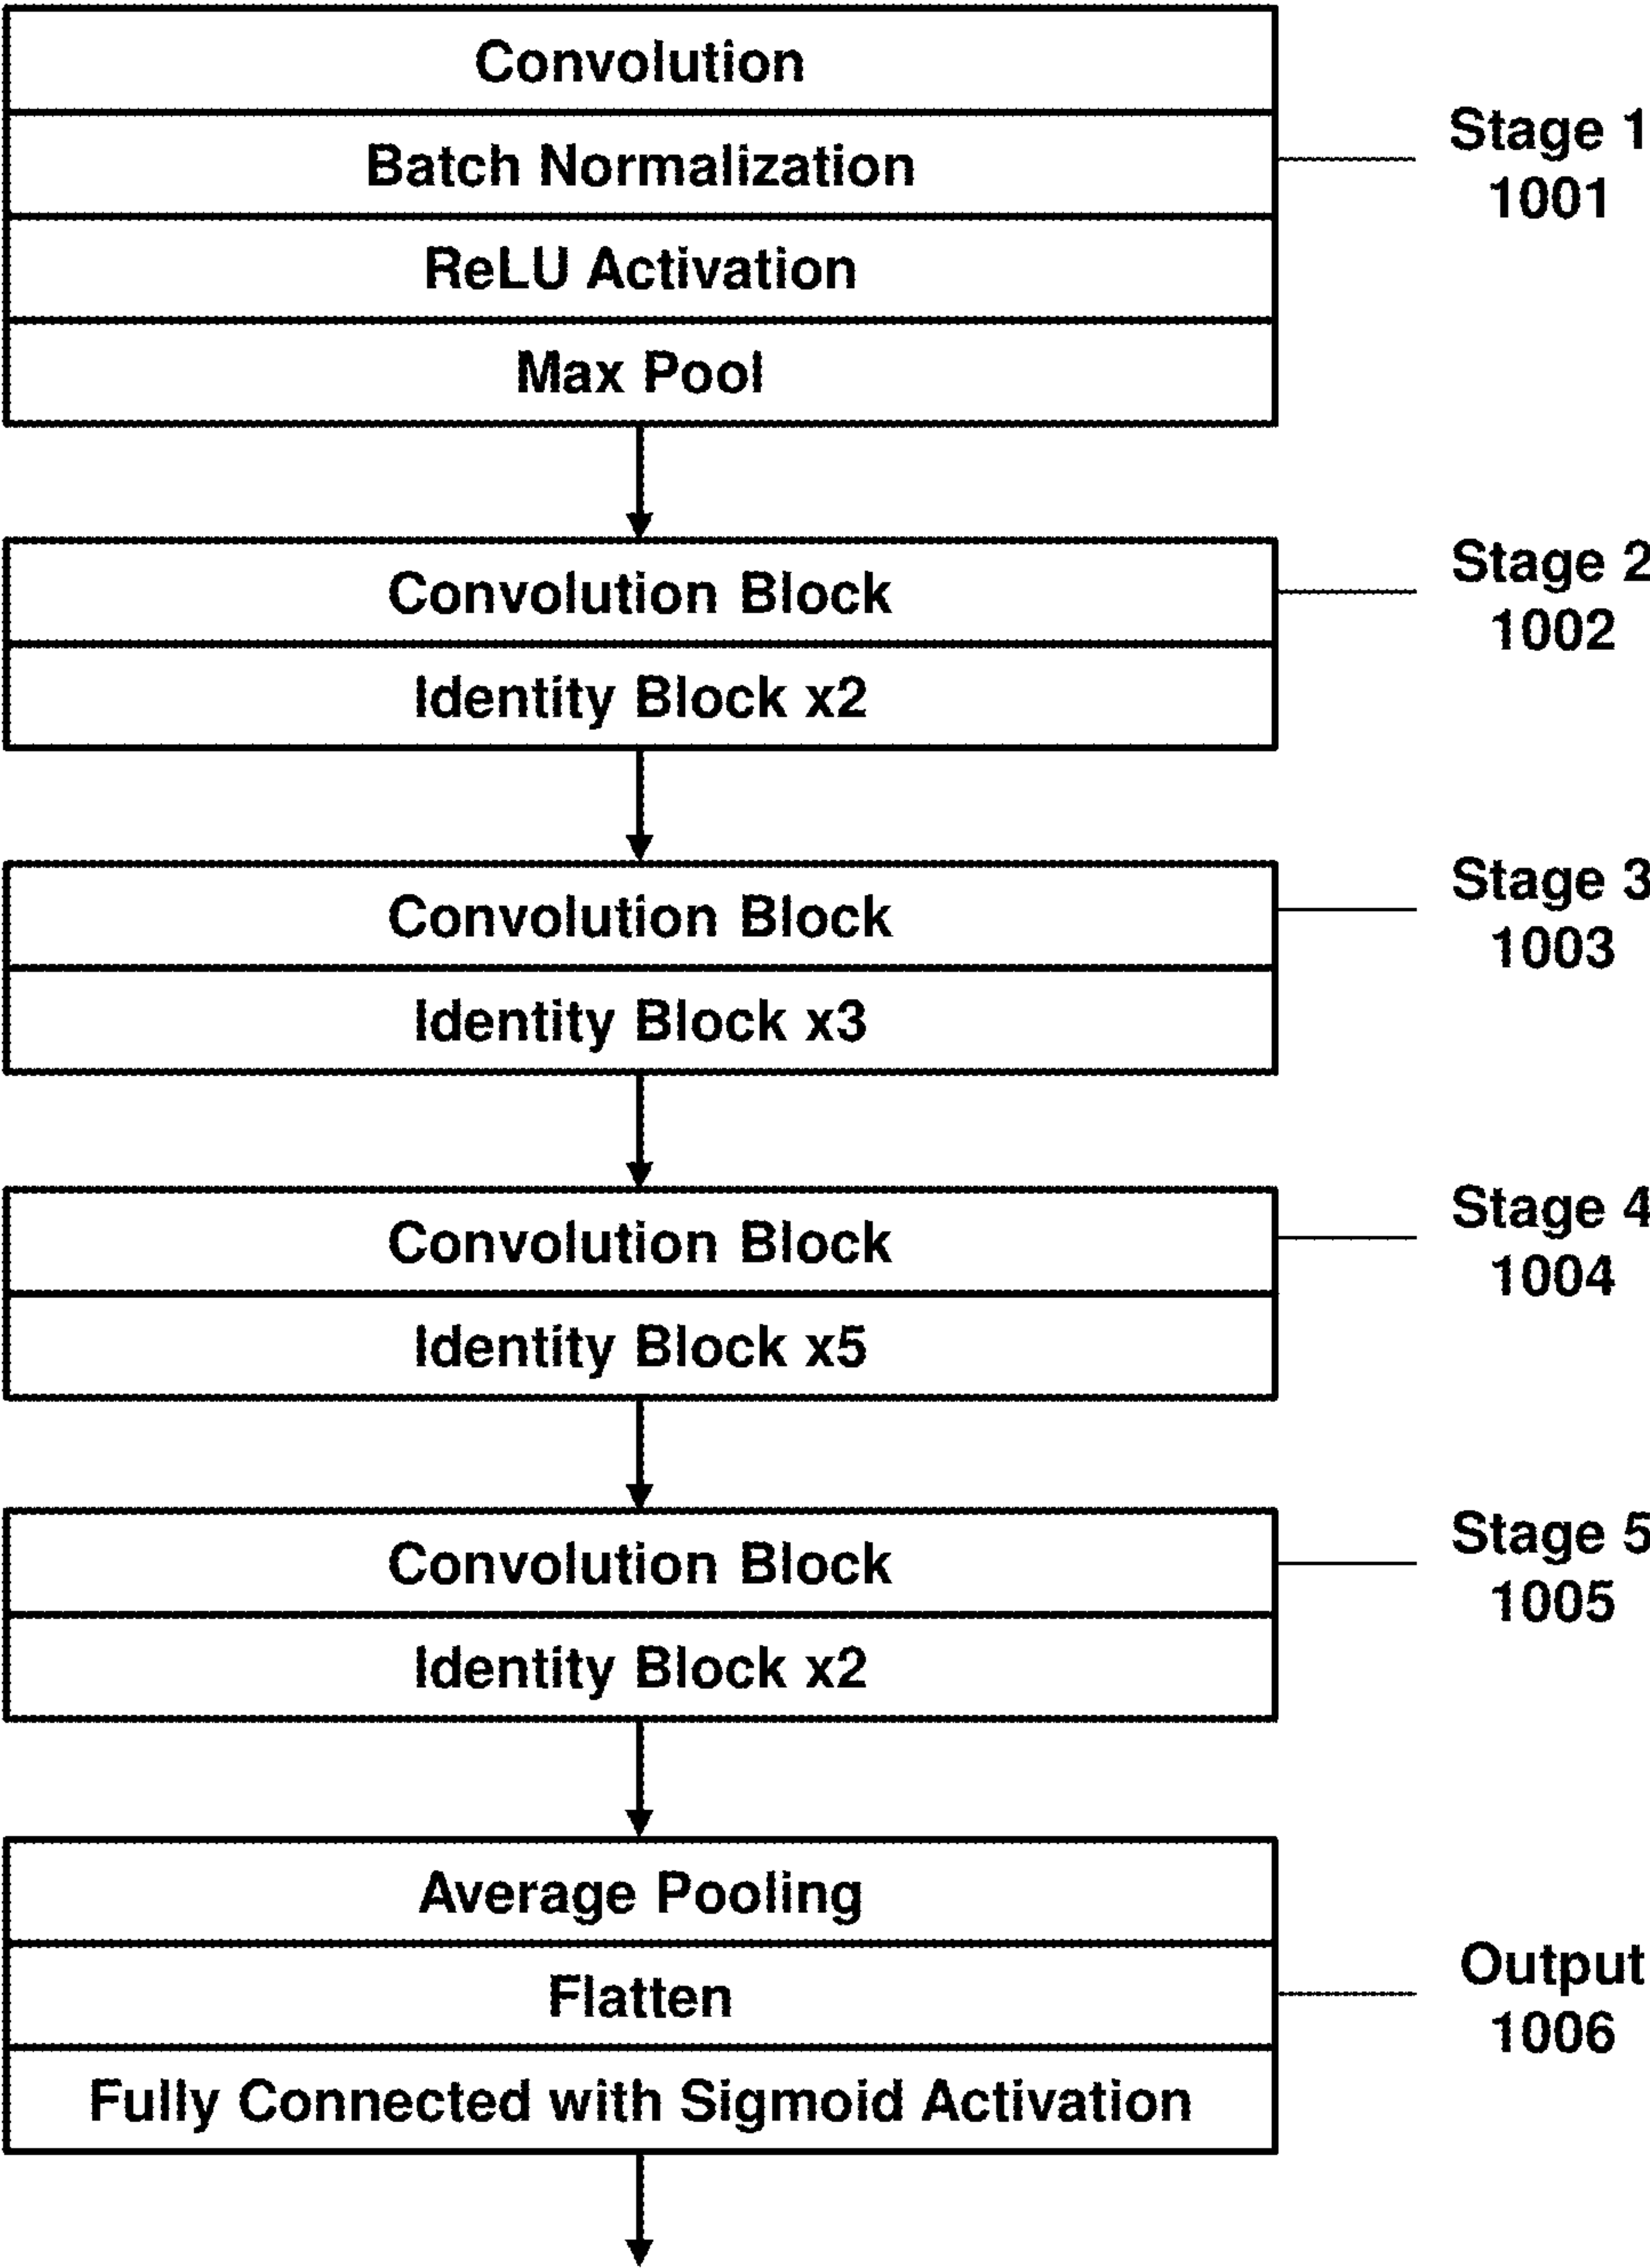 Convolution
Batch Normalization
ReLU Activation
Max Pool
Stage 1
1001
Convolution Block
Identity Block x2
Stage 2
1002
Convolution Block
Identity Block x3
Stage 3
1003
Convolution Block
Identity Block x5
Stage 4
1004
Convolution Block
Identity Block x2
Stage 5
1005
Average Pooling
Flatten
Fully Connected with Sigmoid Activation
Output
1006